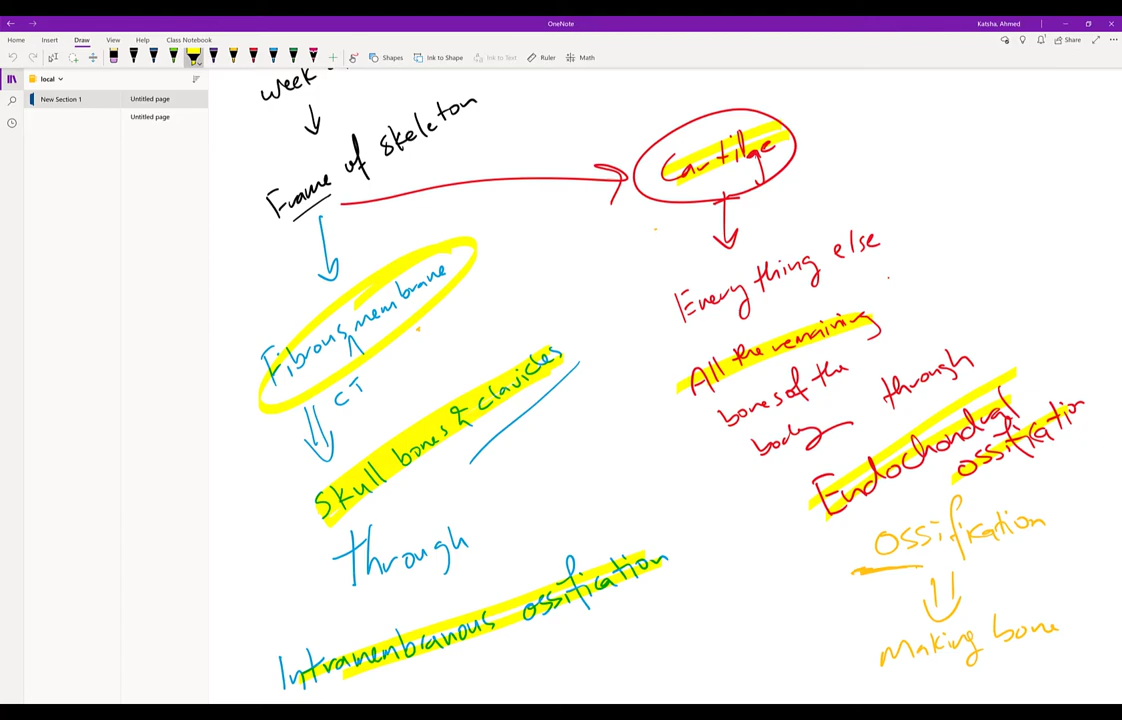 OneNote
Katsha, Ahmed
Home Insert Draw View Help Class Notebook
Share
Shapes Ink to Shape Ink to Text Ruler Math
local
New Section 1
Untitled page
Untitled page
week
Frame of skeleton
Cartilge
Fibrous membrane
CT
Skull bones & clavicles
through
Intramembranous ossification
Everything else
All the remaining
bones of the
body
through
Endochondral
ossification
Ossification
Making bone